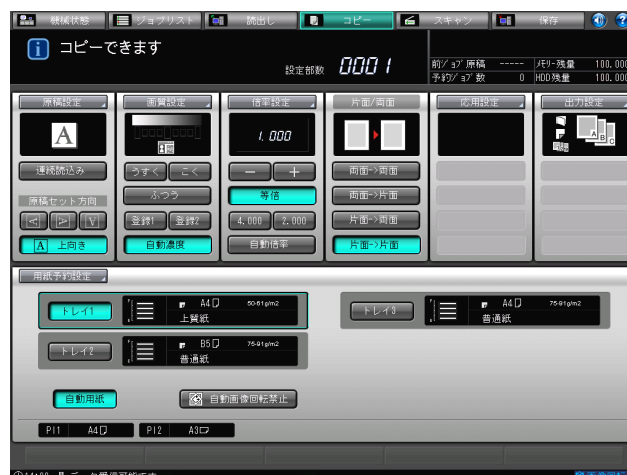 機械状態 ジョブリスト 読出し コピー スキャン 保存
コピーできます
設定部数 0001
前ジョブ原稿 ----- メモリ-残量 100.000
予約ジョブ数 0 HDD残量 100.000
原稿設定 画質設定 倍率設定 片面/両面 応用設定 出力設定
A 1.000 A B C
連続読込み うすく こく - + 両面->両面
原稿セット方向 ふつう 等倍 両面->片面
登録1 登録2 4.000 2.000 片面->両面
A 上向き 自動濃度 自動倍率 片面->片面
用紙予約設定
トレイ1 A4 50-61g/m2 上質紙
トレイ3 A4 75-91g/m2 普通紙
トレイ2 B5 75-91g/m2 普通紙
自動用紙 自動画像回転禁止
PI1 A4 PI2 A3